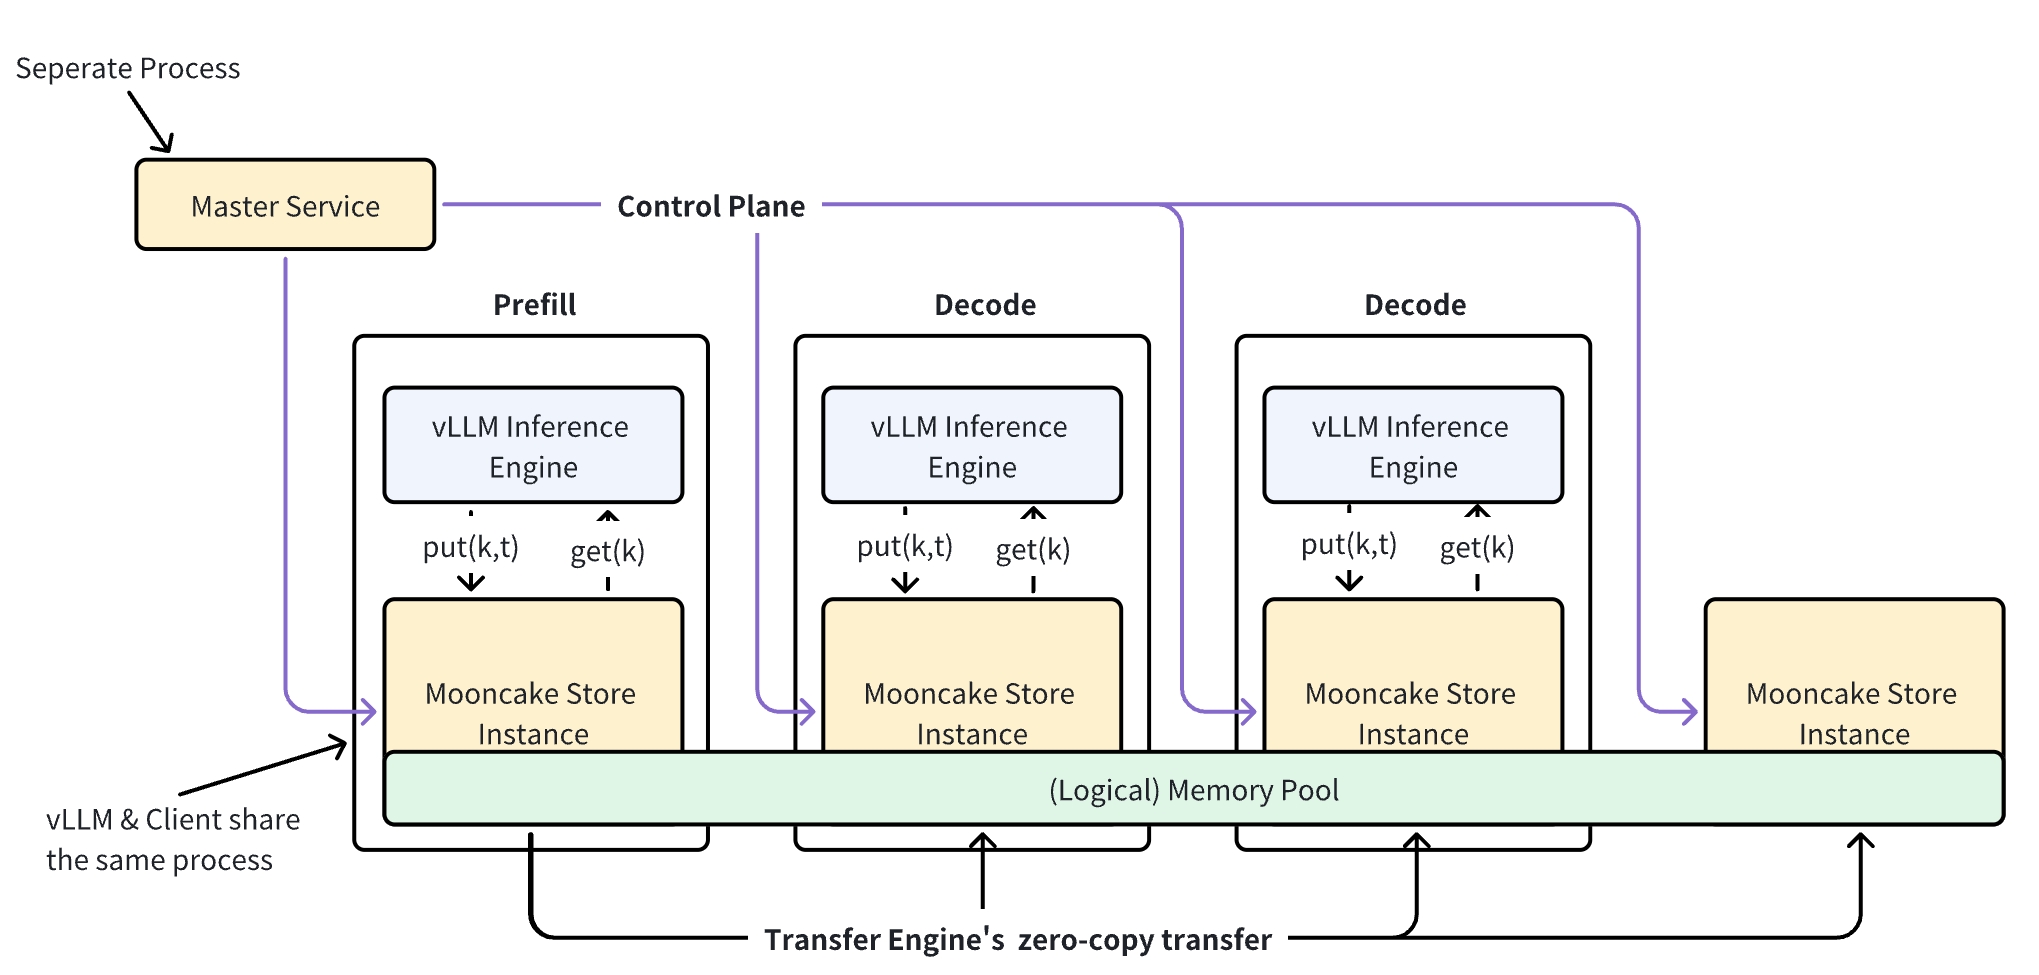 Seperate Process
Master Service
Control Plane
Prefill
Decode
Decode
vLLM Inference
Engine
vLLM Inference
Engine
vLLM Inference
Engine
put(k,t)
get(k)
put(k,t)
get(k)
put(k,t)
get(k)
Mooncake Store
Instance
Mooncake Store
Instance
Mooncake Store
Instance
Mooncake Store
Instance
(Logical) Memory Pool
vLLM & Client share
the same process
Transfer Engine's  zero-copy transfer